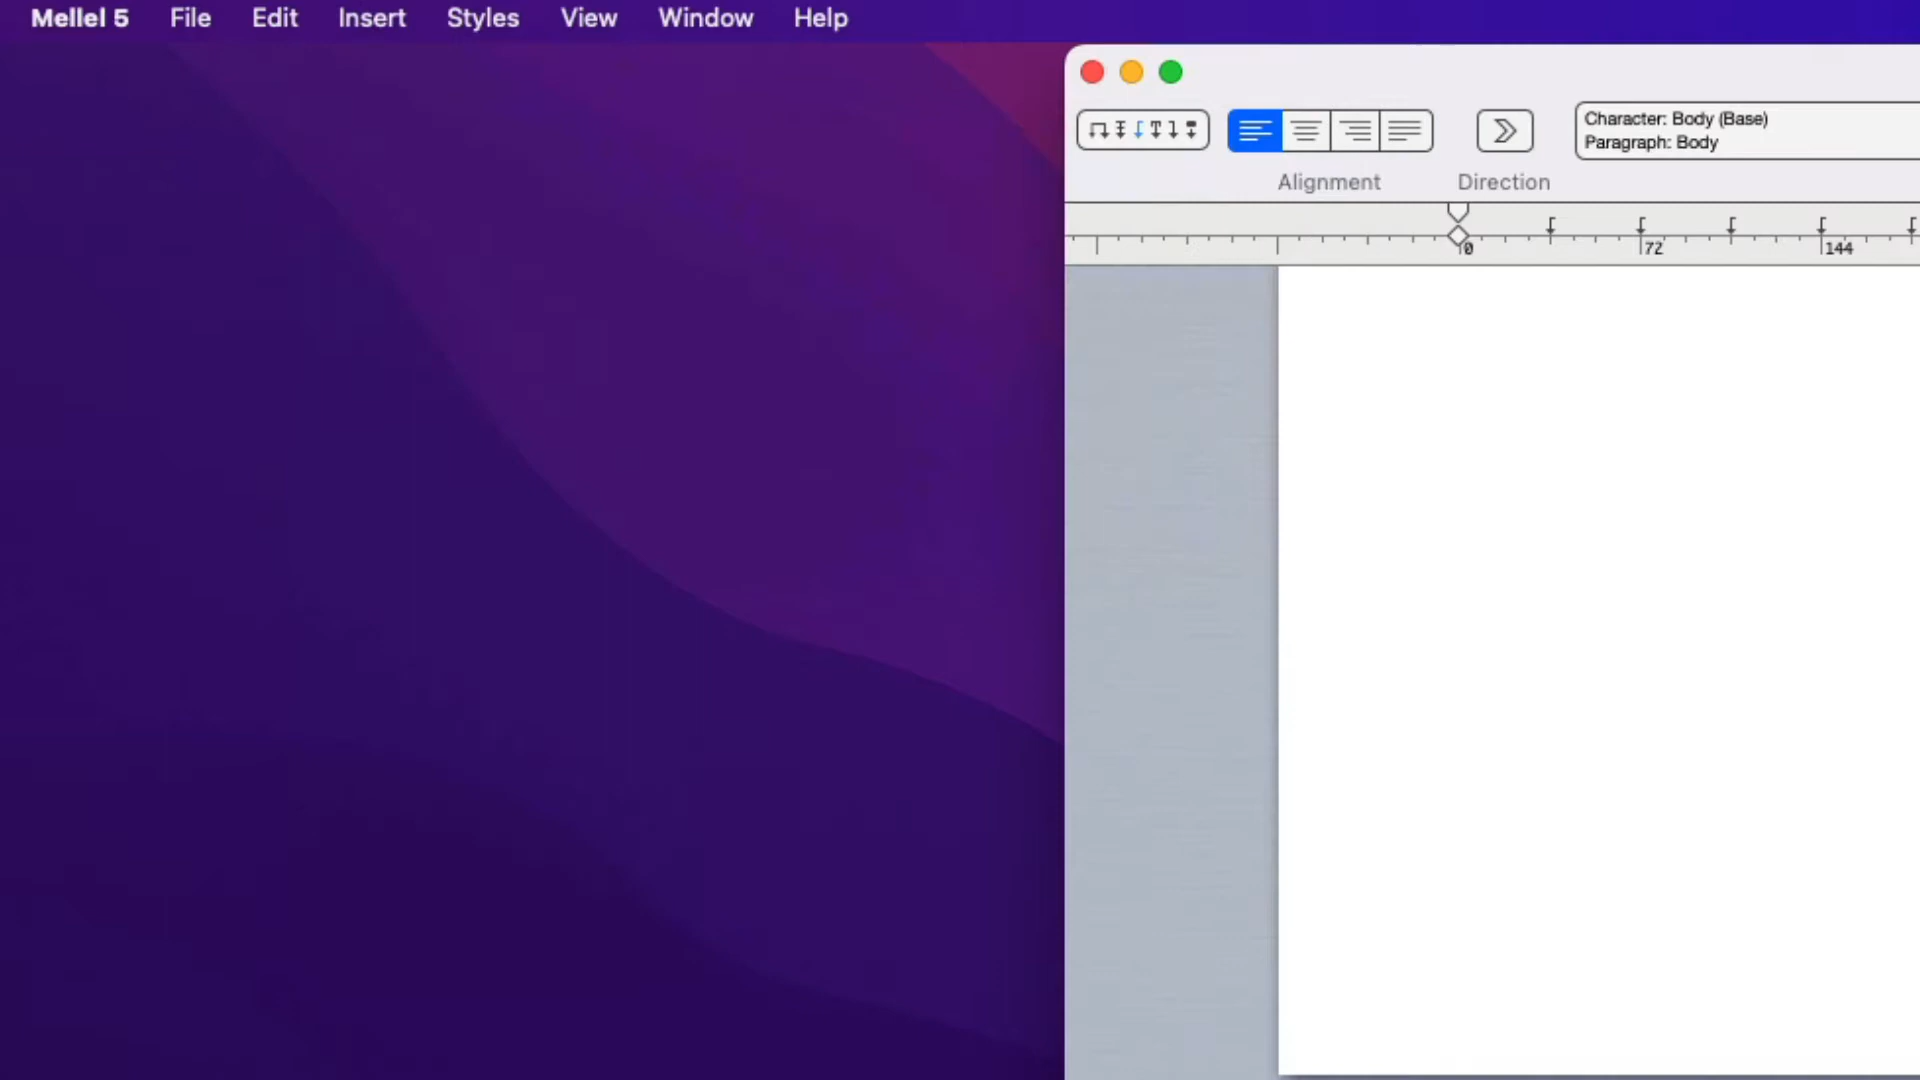 Mellel 5 File Edit Insert Styles View Window Help
Character: Body (Base)
Paragraph: Body
Alignment Direction
0 72 144